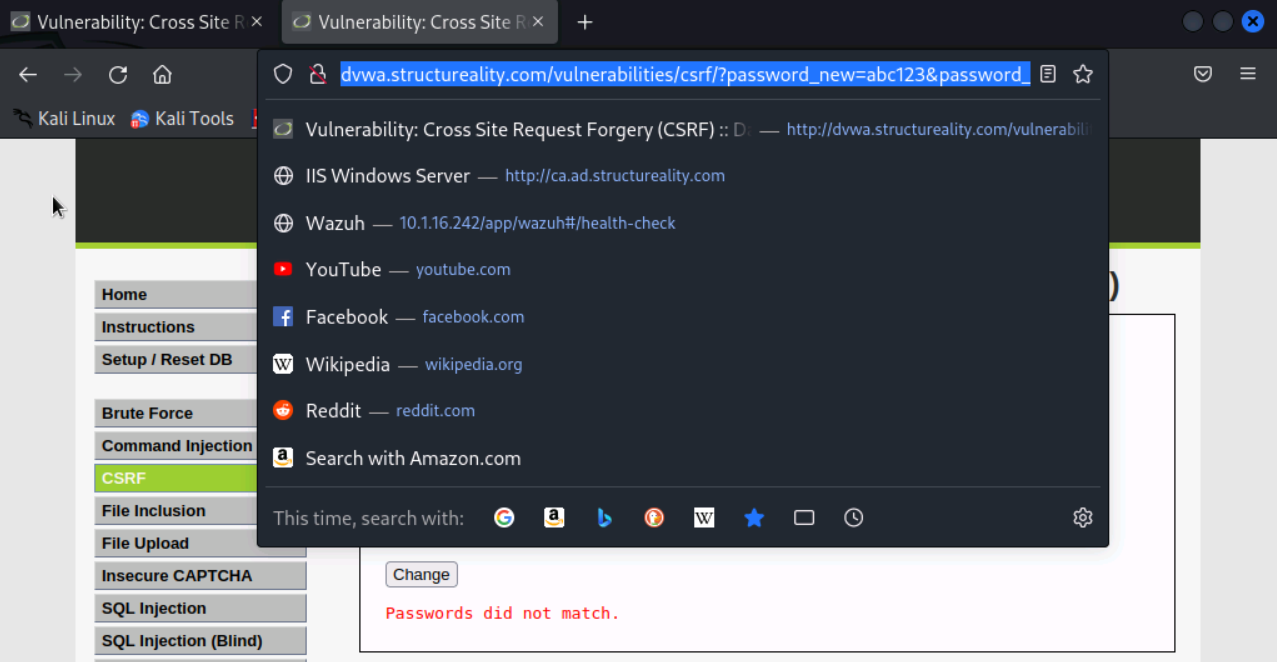 Vulnerability: Cross Site R
Vulnerability: Cross Site R
dvwa.structureality.com/vulnerabilities/csrf/?password_new=abc123&password_
Kali Linux Kali Tools
Vulnerability: Cross Site Request Forgery (CSRF) :: D — http://dvwa.structureality.com/vulnerabili
IIS Windows Server — http://ca.ad.structureality.com
Wazuh — 10.1.16.242/app/wazuh#/health-check
YouTube — youtube.com
Facebook — facebook.com
Wikipedia — wikipedia.org
Reddit — reddit.com
Search with Amazon.com
This time, search with:
)
Home
Instructions
Setup / Reset DB
Brute Force
Command Injection
CSRF
File Inclusion
File Upload
Insecure CAPTCHA
SQL Injection
SQL Injection (Blind)
Change
Passwords did not match.